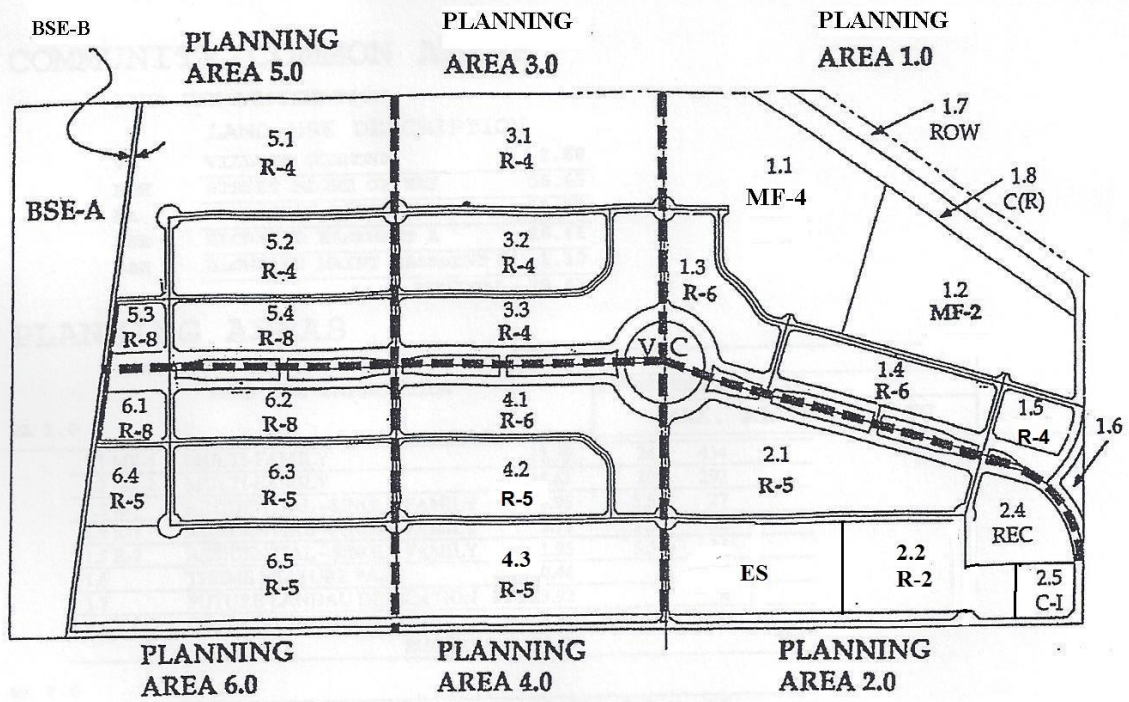 BSE-B
PLANNING
AREA 5.0
PLANNING
AREA 3.0
PLANNING
AREA 1.0
1.7
ROW
1.8
C(R)
BSE-A
5.1
R-4
3.1
R-4
1.1
MF-4
5.2
R-4
3.2
R-4
1.3
R-6
1.2
MF-2
5.3
R-8
5.4
R-8
3.3
R-4
V C
1.4
R-6
1.5
R-4
1.6
6.1
R-8
6.2
R-8
4.1
R-6
2.1
R-5
6.4
R-5
6.3
R-5
4.2
R-5
2.4
REC
6.5
R-5
4.3
R-5
ES
2.2
R-2
2.5
C-I
PLANNING
AREA 6.0
PLANNING
AREA 4.0
PLANNING
AREA 2.0